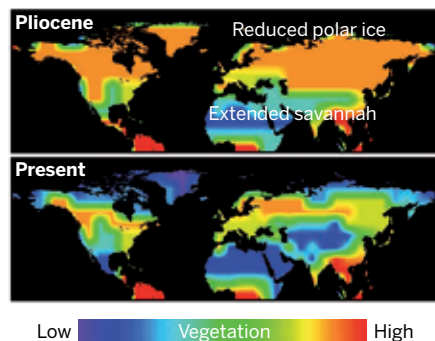 Pliocene
Reduced polar ice
Extended savannah
Present
Low Vegetation High